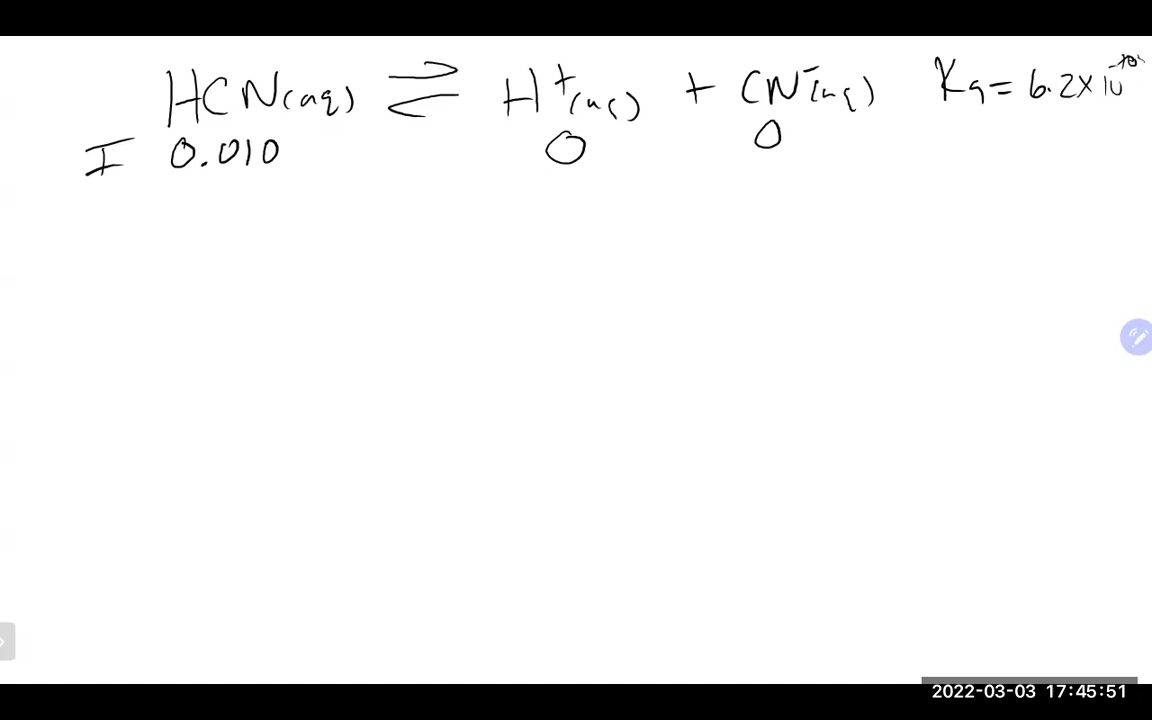 HCN(aq) ⇌ H⁺(aq) + CN⁻(aq) Ka = 6.2×10⁻¹⁰
I 0.010 0 0
2022-03-03 17:45:51